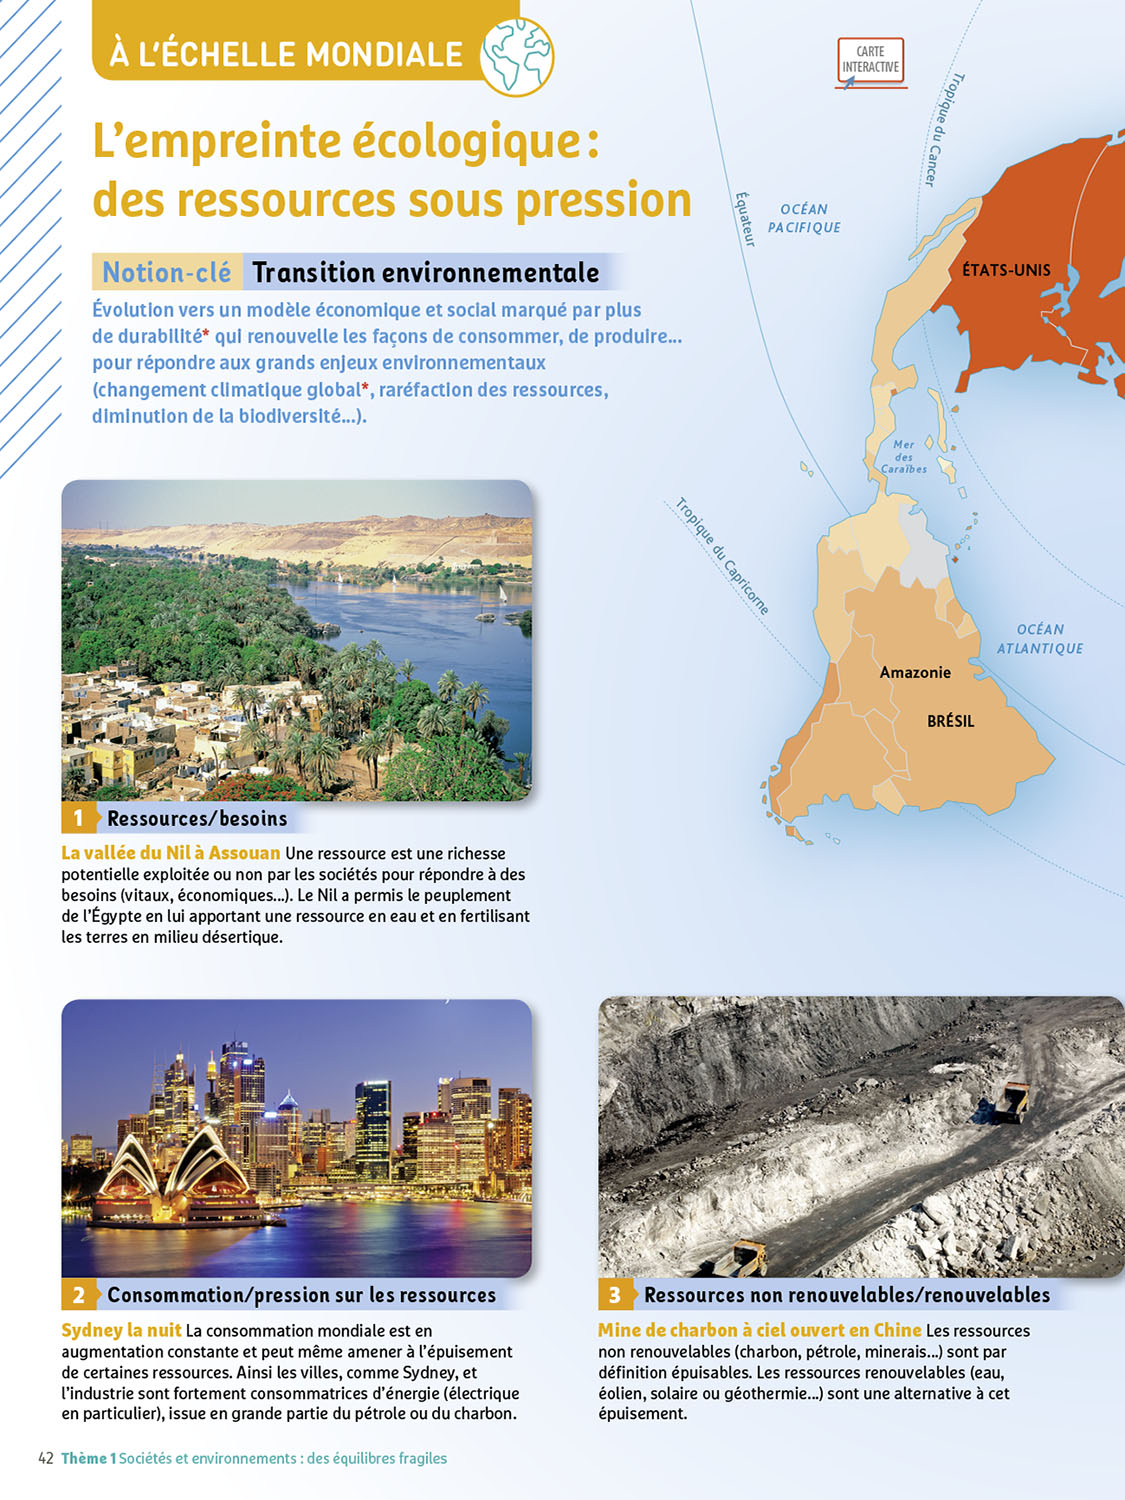 À L'ÉCHELLE MONDIALE
CARTE
INTERACTIVE
L'empreinte écologique :
des ressources sous pression
Notion-clé Transition environnementale
Évolution vers un modèle économique et social marqué par plus
de durabilité* qui renouvelle les façons de consommer, de produire...
pour répondre aux grands enjeux environnementaux
(changement climatique global*, raréfaction des ressources,
diminution de la biodiversité...).
Tropique du Cancer
Équateur
OCÉAN
PACIFIQUE
ÉTATS-UNIS
Mer
des
Caraïbes
Tropique du Capricorne
OCÉAN
ATLANTIQUE
Amazonie
BRÉSIL
1 Ressources/besoins
La vallée du Nil à Assouan Une ressource est une richesse
potentielle exploitée ou non par les sociétés pour répondre à des
besoins (vitaux, économiques...). Le Nil a permis le peuplement
de l'Égypte en lui apportant une ressource en eau et en fertilisant
les terres en milieu désertique.
2 Consommation/pression sur les ressources
Sydney la nuit La consommation mondiale est en
augmentation constante et peut même amener à l'épuisement
de certaines ressources. Ainsi les villes, comme Sydney, et
l'industrie sont fortement consommatrices d'énergie (électrique
en particulier), issue en grande partie du pétrole ou du charbon.
3 Ressources non renouvelables/renouvelables
Mine de charbon à ciel ouvert en Chine Les ressources
non renouvelables (charbon, pétrole, minerais...) sont par
définition épuisables. Les ressources renouvelables (eau,
éolien, solaire ou géothermie...) sont une alternative à cet
épuisement.
42 Thème 1 Sociétés et environnements : des équilibres fragiles